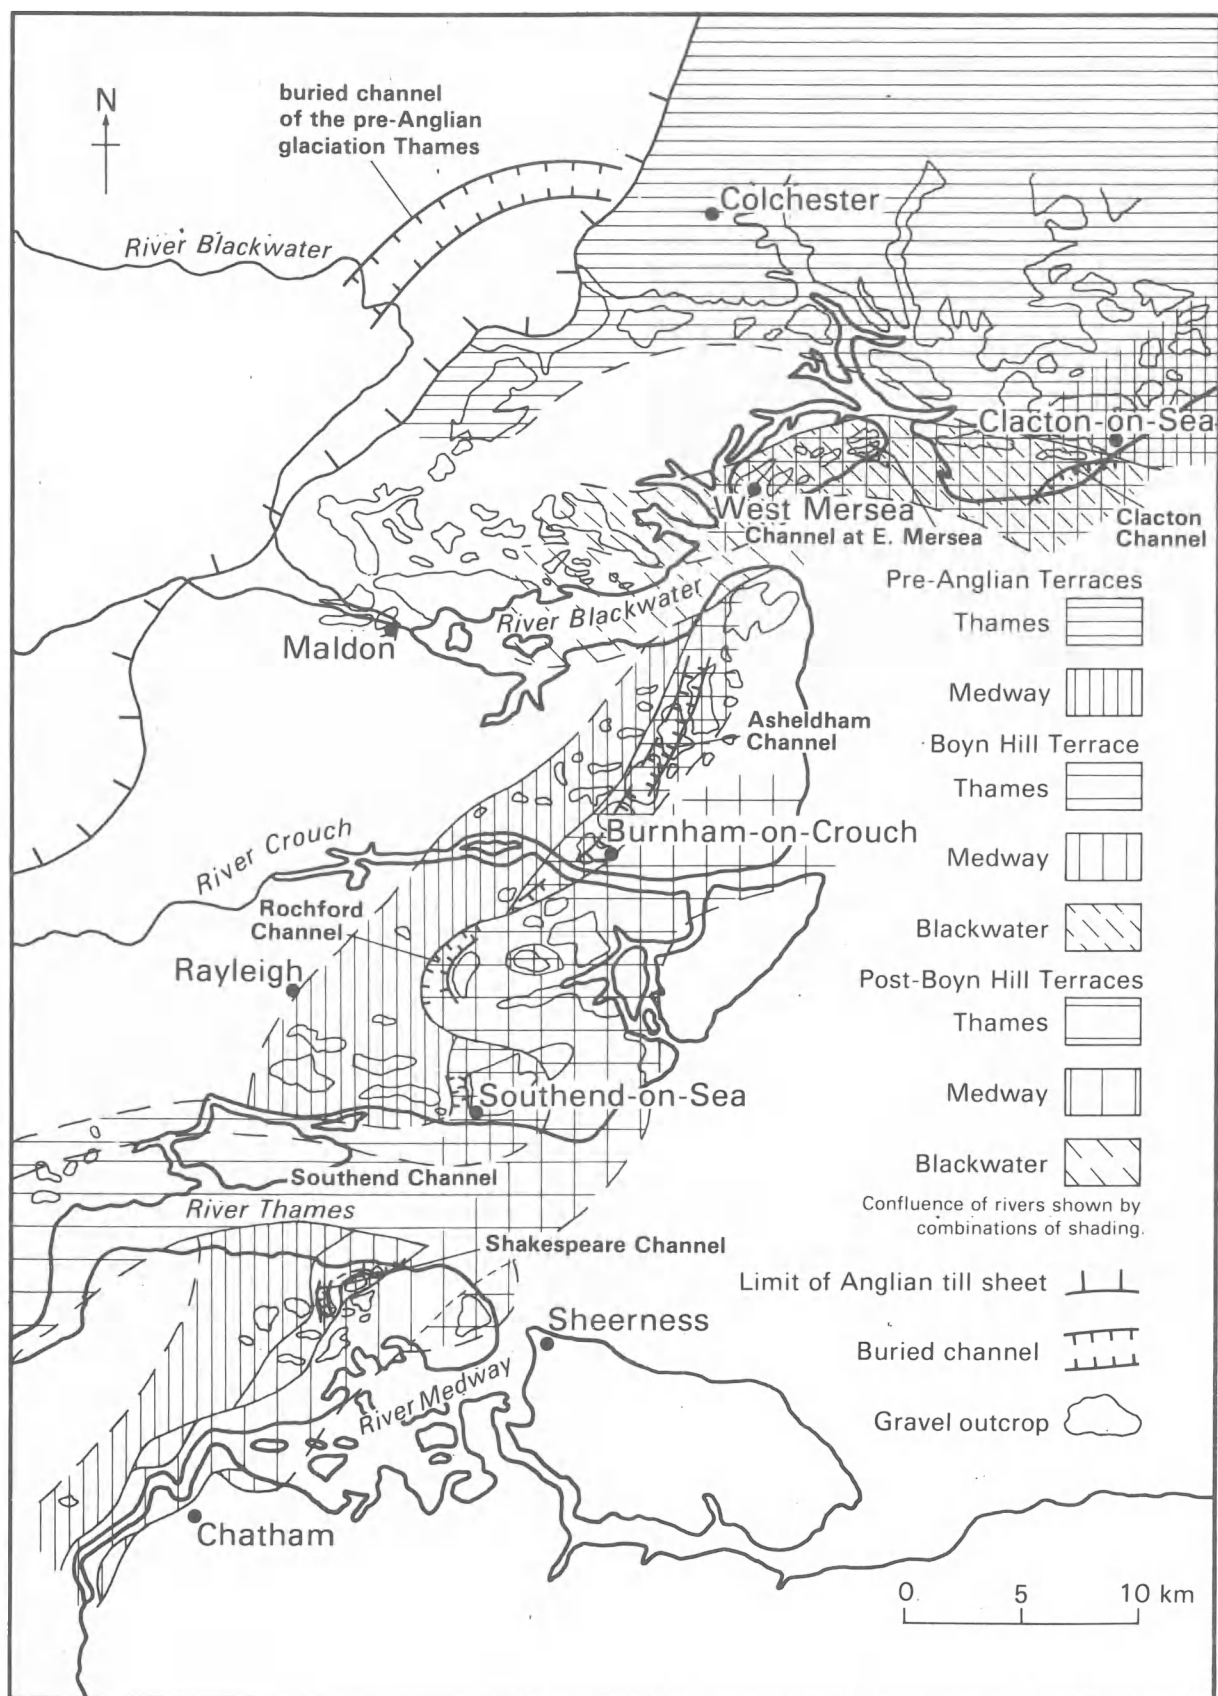 N
buried channel
of the pre-Anglian
glaciation Thames
River Blackwater
Colchester
Clacton-on-Sea
West Mersea
Channel at E. Mersea
Clacton
Channel
Pre-Anglian Terraces
Thames
Medway
Boyn Hill Terrace
Thames
Medway
Blackwater
Post-Boyn Hill Terraces
Thames
Medway
Blackwater
Confluence of rivers shown by
combinations of shading.
Limit of Anglian till sheet
Buried channel
Gravel outcrop
River Blackwater
Maldon
Asheldham
Channel
Burnham-on-Crouch
River Crouch
Rochford
Channel
Rayleigh
Southend-on-Sea
Southend Channel
River Thames
Shakespeare Channel
Sheerness
River Medway
Chatham
0 5 10 km